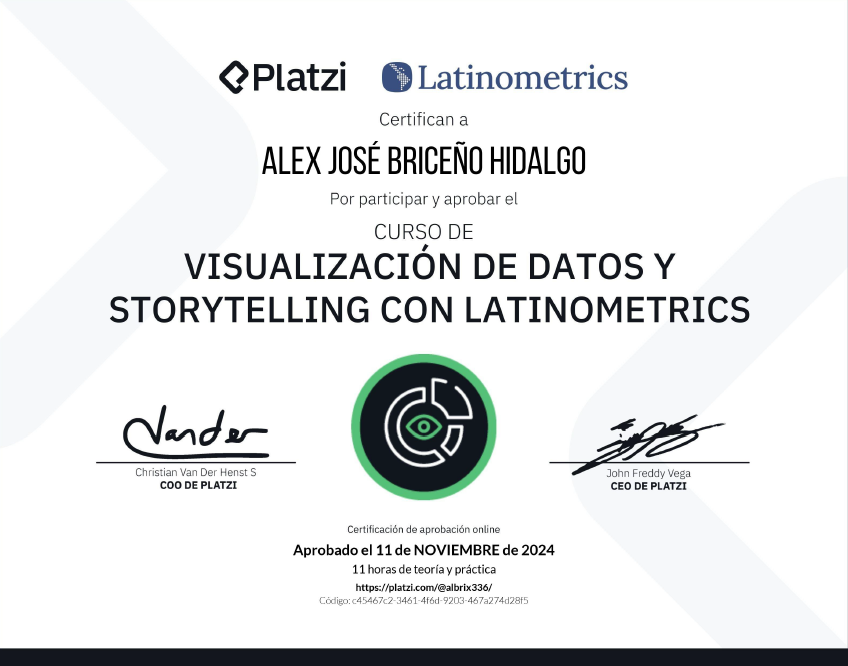 Platzi Latinometrics
Certifican a
ALEX JOSÉ BRICEÑO HIDALGO
Por participar y aprobar el
CURSO DE
VISUALIZACIÓN DE DATOS Y
STORYTELLING CON LATINOMETRICS
Vander
Christian Van Der Henst S
COO DE PLATZI
John Freddy Vega
CEO DE PLATZI
Certificación de aprobación online
Aprobado el 11 de NOVIEMBRE de 2024
11 horas de teoría y práctica
https://platzi.com/@albrix336/
Código: c45467c2-3461-4f6d-9203-467a274d28f5